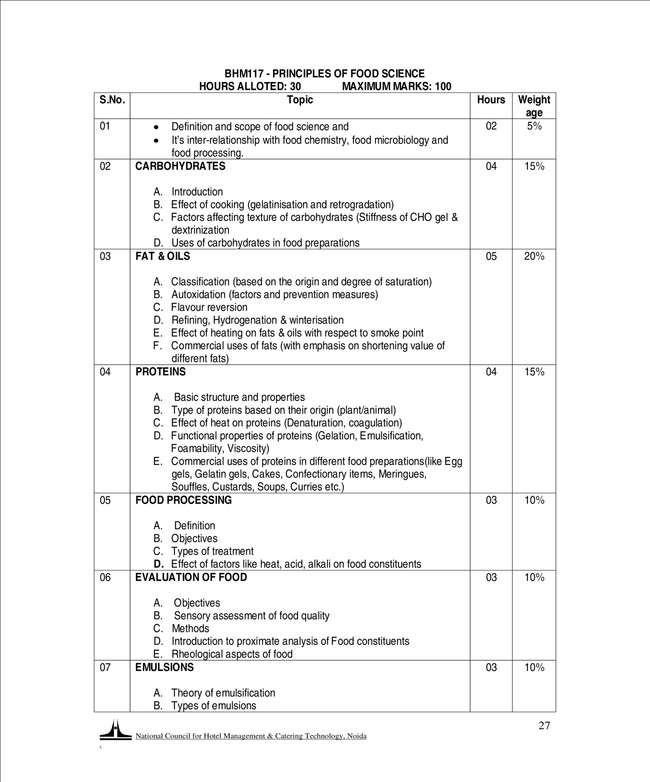 BHM117 - PRINCIPLES OF FOOD SCIENCE
HOURS ALLOTED: 30 MAXIMUM MARKS: 100
S.No. Topic Hours Weight
age
01 • Definition and scope of food science and 02 5%
• It's inter-relationship with food chemistry, food microbiology and
food processing.
02 CARBOHYDRATES 04 15%
A. Introduction
B. Effect of cooking (gelatinisation and retrogradation)
C. Factors affecting texture of carbohydrates (Stiffness of CHO gel &
dextrinization
D. Uses of carbohydrates in food preparations
03 FAT & OILS 05 20%
A. Classification (based on the origin and degree of saturation)
B. Autoxidation (factors and prevention measures)
C. Flavour reversion
D. Refining, Hydrogenation & winterisation
E. Effect of heating on fats & oils with respect to smoke point
F. Commercial uses of fats (with emphasis on shortening value of
different fats)
04 PROTEINS 04 15%
A. Basic structure and properties
B. Type of proteins based on their origin (plant/animal)
C. Effect of heat on proteins (Denaturation, coagulation)
D. Functional properties of proteins (Gelation, Emulsification,
Foamability, Viscosity)
E. Commercial uses of proteins in different food preparations(like Egg
gels, Gelatin gels, Cakes, Confectionary items, Meringues,
Souffles, Custards, Soups, Curries etc.)
05 FOOD PROCESSING 03 10%
A. Definition
B. Objectives
C. Types of treatment
D. Effect of factors like heat, acid, alkali on food constituents
06 EVALUATION OF FOOD 03 10%
A. Objectives
B. Sensory assessment of food quality
C. Methods
D. Introduction to proximate analysis of Food constituents
E. Rheological aspects of food
07 EMULSIONS 03 10%
A. Theory of emulsification
B. Types of emulsions
27
National Council for Hotel Management & Catering Technology, Noida